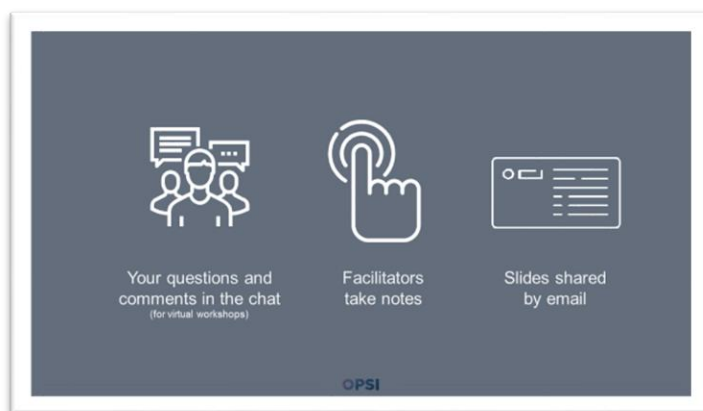 Your questions and
comments in the chat
(for virtual workshops)
Facilitators
take notes
Slides shared
by email
OPSI